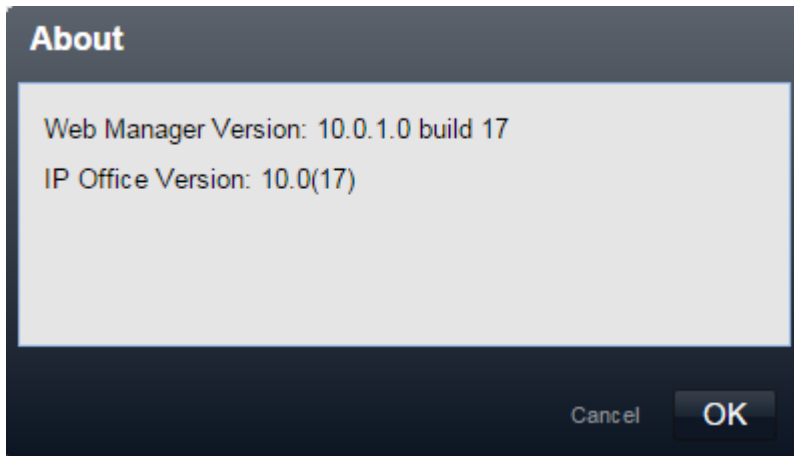 About
Web Manager Version: 10.0.1.0 build 17
IP Office Version: 10.0(17)
Cancel
OK